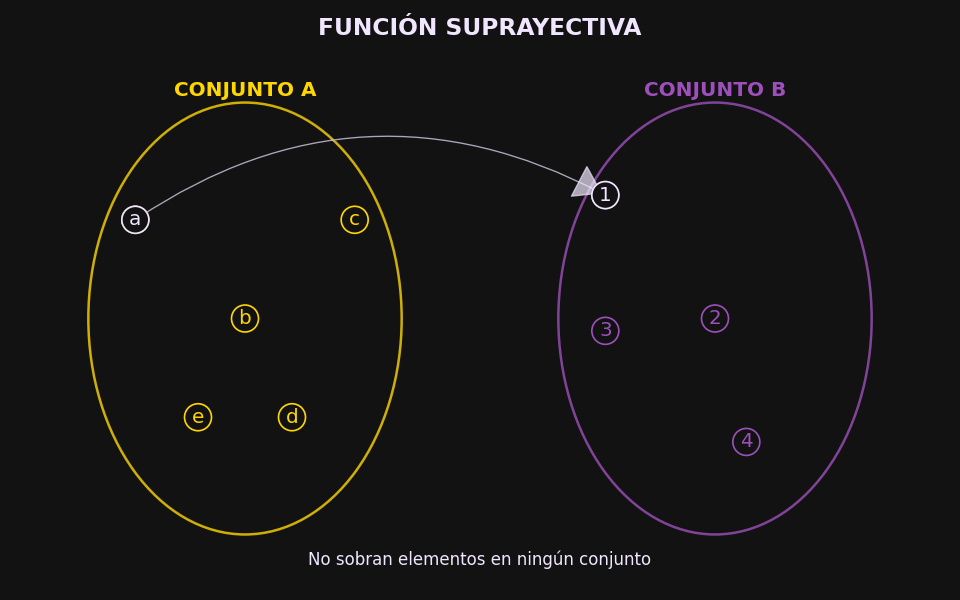 FUNCIÓN SUPRAYECTIVA
CONJUNTO A
CONJUNTO B
a
c
b
e
d
1
3
2
4
No sobran elementos en ningún conjunto